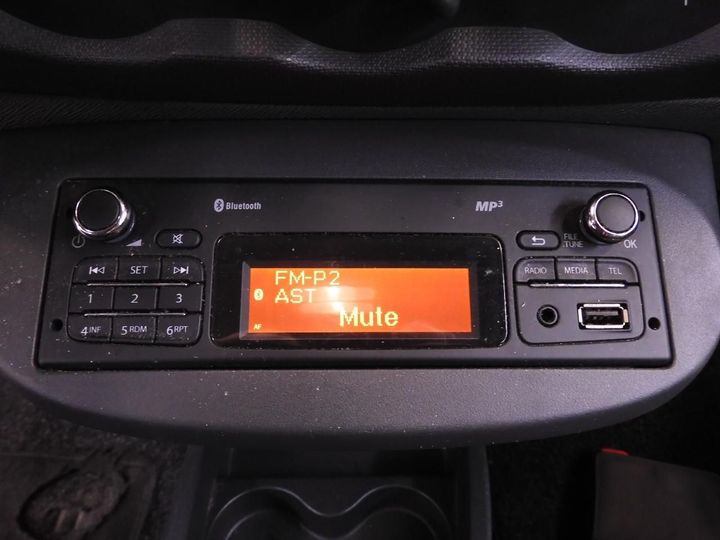 Bluetooth
MP3
FILE
TUNE
OK
SET
RADIO MEDIA TEL
1 2 3
4 INF 5 RDM 6 RPT
FM-P2
AST
Mute
AF